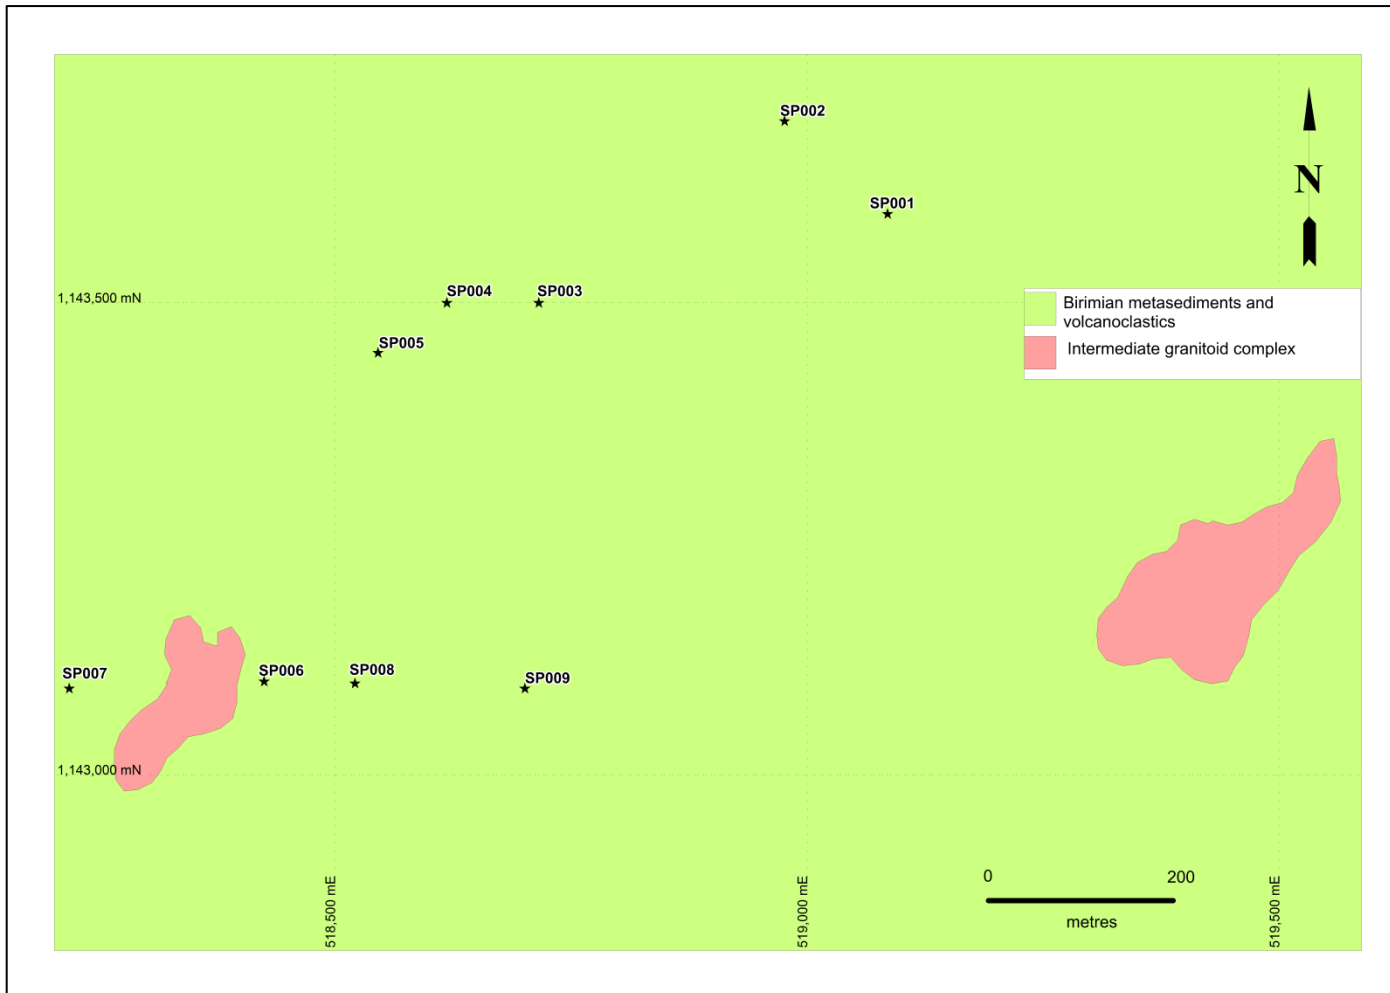 SP002
SP001
N
SP004
SP003
1,143,500 mN
Birimian metasediments and
volcanoclastics
SP005
Intermediate granitoid complex
SP007
SP006
SP008
SP009
1,143,000 mN
0
200
metres
518,500 mE
519,000 mE
519,500 mE